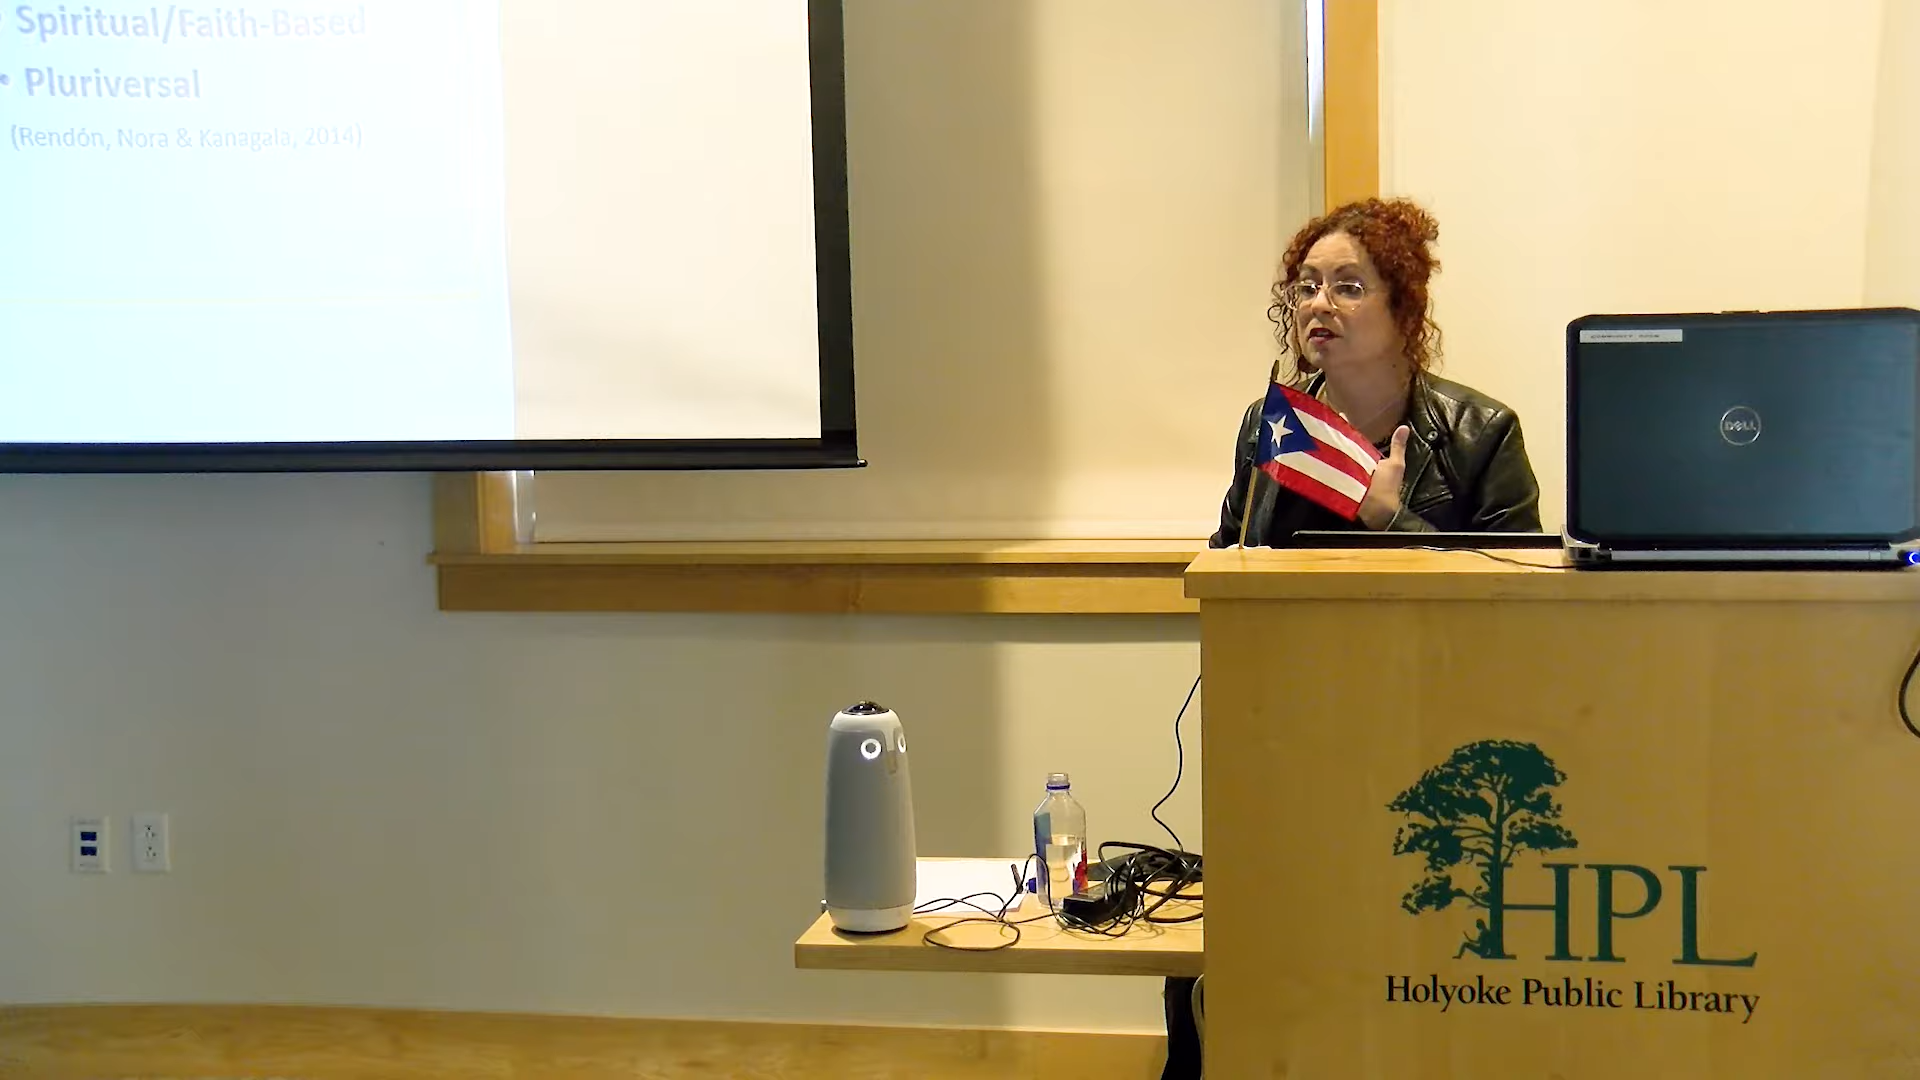 • Spiritual/Faith-Based
• Pluriversal
(Rendón, Nora & Kanagala, 2014)
DELL
HPL
Holyoke Public Library